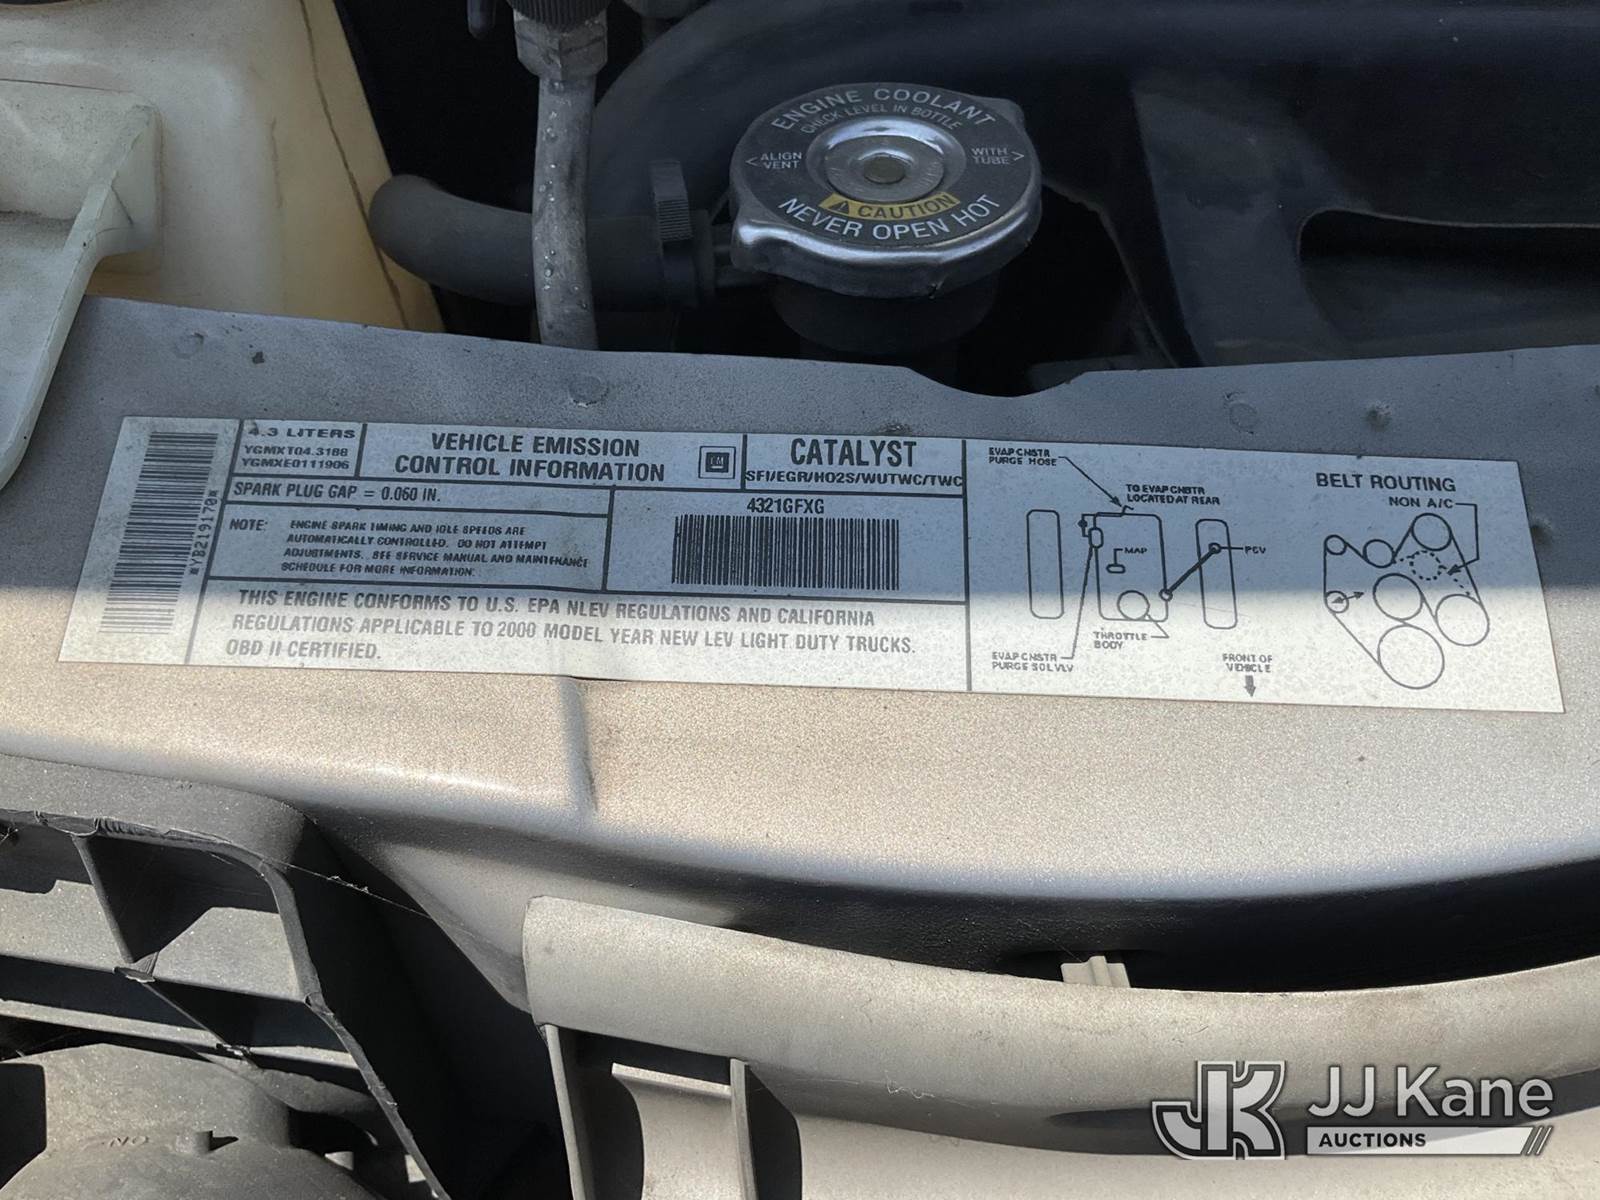 ENGINE COOLANT
CHECK LEVEL IN BOTTLE
< ALIGN VENT
WITH TUBE >
CAUTION
NEVER OPEN HOT
*YB219170*
4.3 LITERS
YGMXT04.3188
YGMXE0111906
VEHICLE EMISSION
CONTROL INFORMATION
GM
CATALYST
SFI/EGR/HO2S/WUTWC/TWC
SPARK PLUG GAP = 0.060 IN.
NOTE: ENGINE SPARK TIMING AND IDLE SPEEDS ARE
AUTOMATICALLY CONTROLLED. DO NOT ATTEMPT
ADJUSTMENTS. SEE SERVICE MANUAL AND MAINTENANCE
SCHEDULE FOR MORE INFORMATION.
4321GFXG
THIS ENGINE CONFORMS TO U.S. EPA NLEV REGULATIONS AND CALIFORNIA
REGULATIONS APPLICABLE TO 2000 MODEL YEAR NEW LEV LIGHT DUTY TRUCKS.
OBD II CERTIFIED.
EVAP CNSTR
PURGE HOSE
TO EVAP CNSTR
LOCATED AT REAR
MAP
PCV
THROTTLE
BODY
EVAP CNSTR
PURGE SOL VLV
FRONT OF
VEHICLE
BELT ROUTING
NON A/C
JK JJ Kane
AUCTIONS